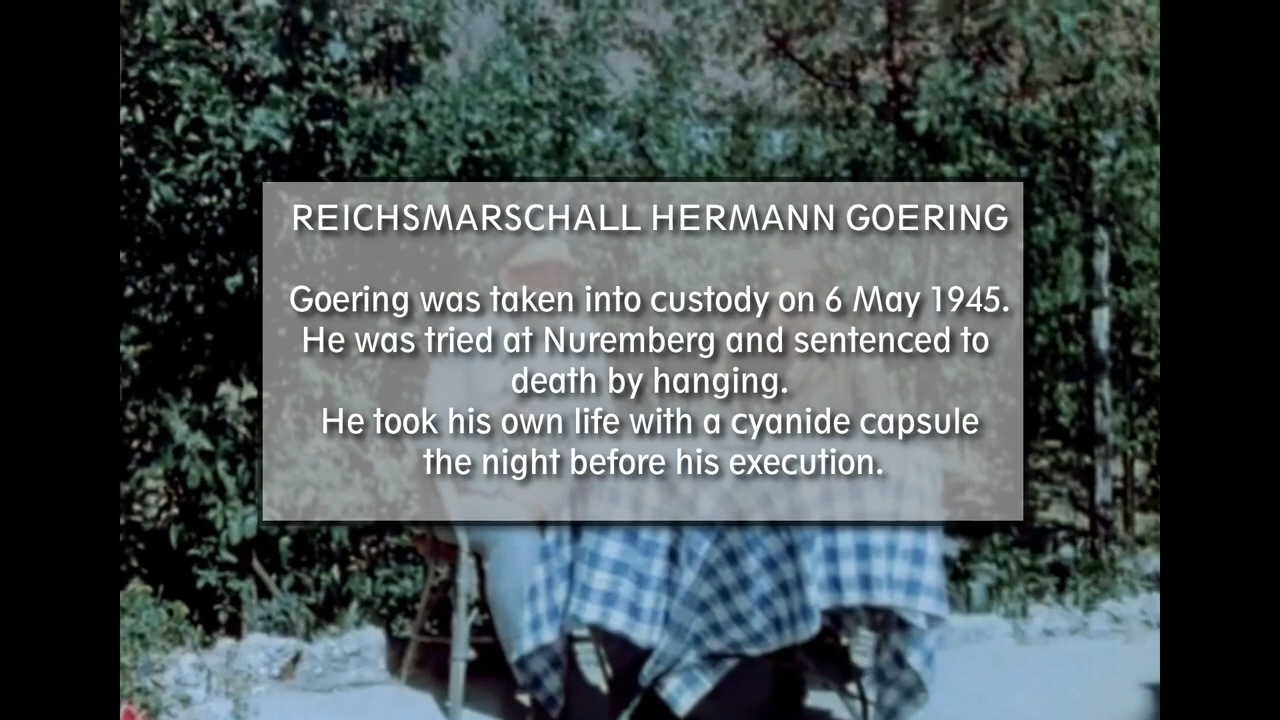 REICHSMARSCHALL HERMANN GOERING
Goering was taken into custody on 6 May 1945.
He was tried at Nuremberg and sentenced to
death by hanging.
He took his own life with a cyanide capsule
the night before his execution.